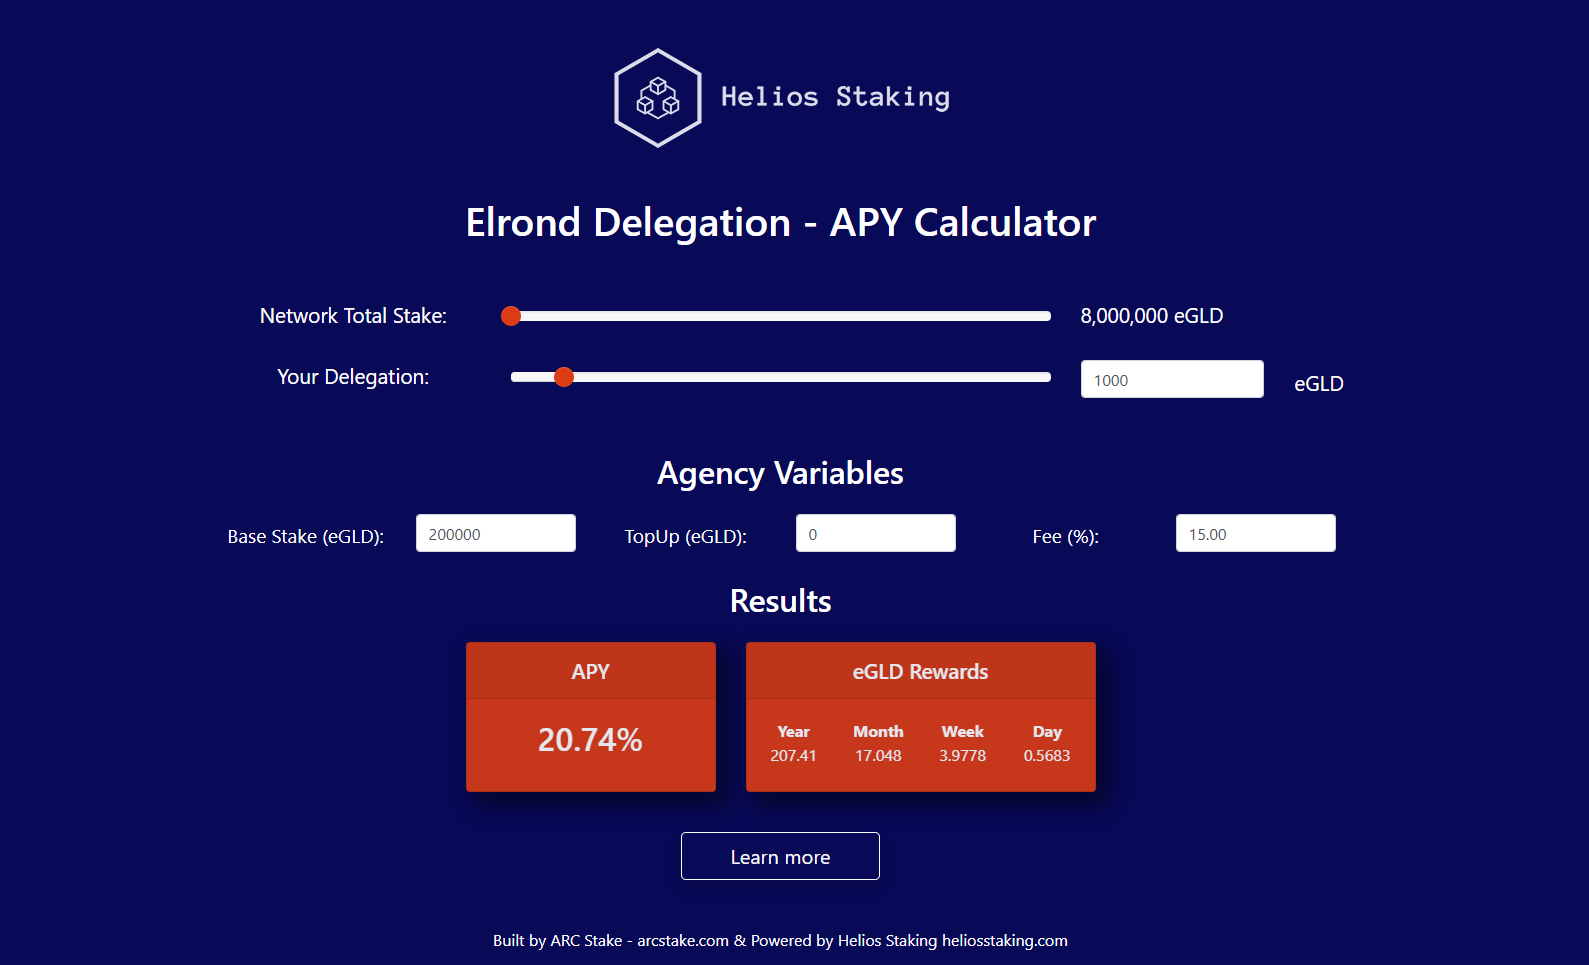 Helios Staking
Elrond Delegation - APY Calculator
Network Total Stake: 8,000,000 eGLD
Your Delegation: 1000 eGLD
Agency Variables
Base Stake (eGLD): 200000 TopUp (eGLD): 0 Fee (%): 15.00
Results
APY
20.74%
eGLD Rewards
Year Month Week Day
207.41 17.048 3.9778 0.5683
Learn more
Built by ARC Stake - arcstake.com & Powered by Helios Staking heliosstaking.com